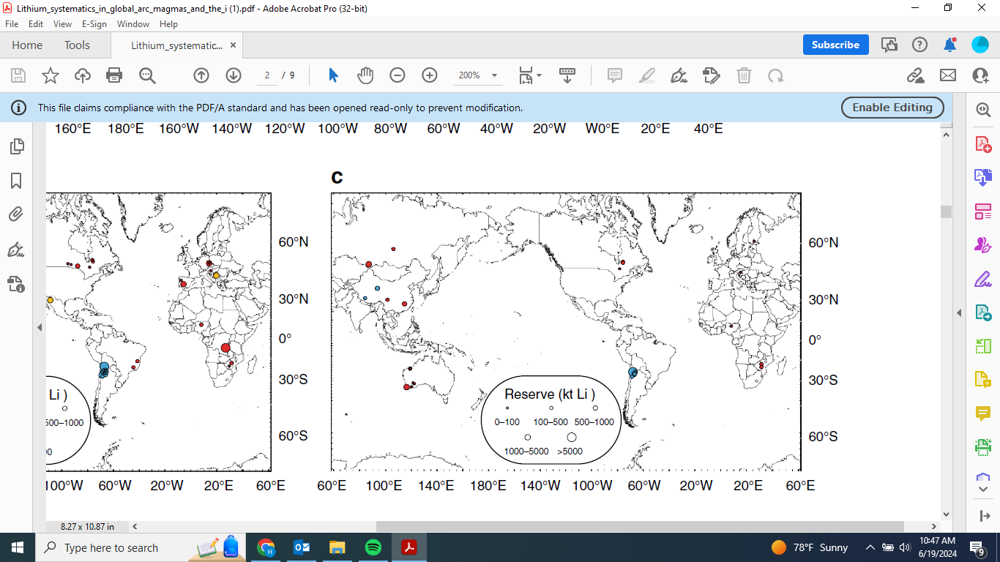 Lithium_systematics_in_global_arc_magmas_and_the_i (1).pdf - Adobe Acrobat Pro (32-bit)
File Edit View E-Sign Window Help
Home Tools Lithium_systematic... × Subscribe
2 / 9 200%
This file claims compliance with the PDF/A standard and has been opened read-only to prevent modification. Enable Editing
160°E 180°E 160°W 140°W 120°W 100°W 80°W 60°W 40°W 20°W W0°E 20°E 40°E
c
60°N 60°N
30°N 30°N
0° 0°
30°S 30°S
Li ) Reserve (kt Li )
500–1000 0–100 100–500 500–1000
60°S 60°S
1000–5000 >5000
100°W 60°W 20°W 20°E 60°E 60°E 100°E 140°E 180°E 140°W 100°W 60°W 20°W 20°E 60°E
8.27 x 10.87 in
Type here to search
78°F Sunny
10:47 AM
6/19/2024
9